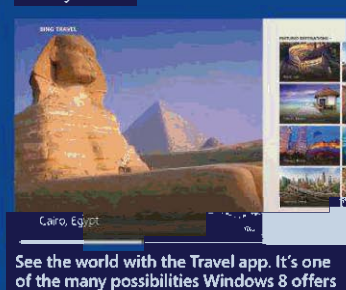 BING TRAVEL
FEATURED DESTINATIONS
Cairo, Egypt
See the world with the Travel app. It's one
of the many possibilities Windows 8 offers